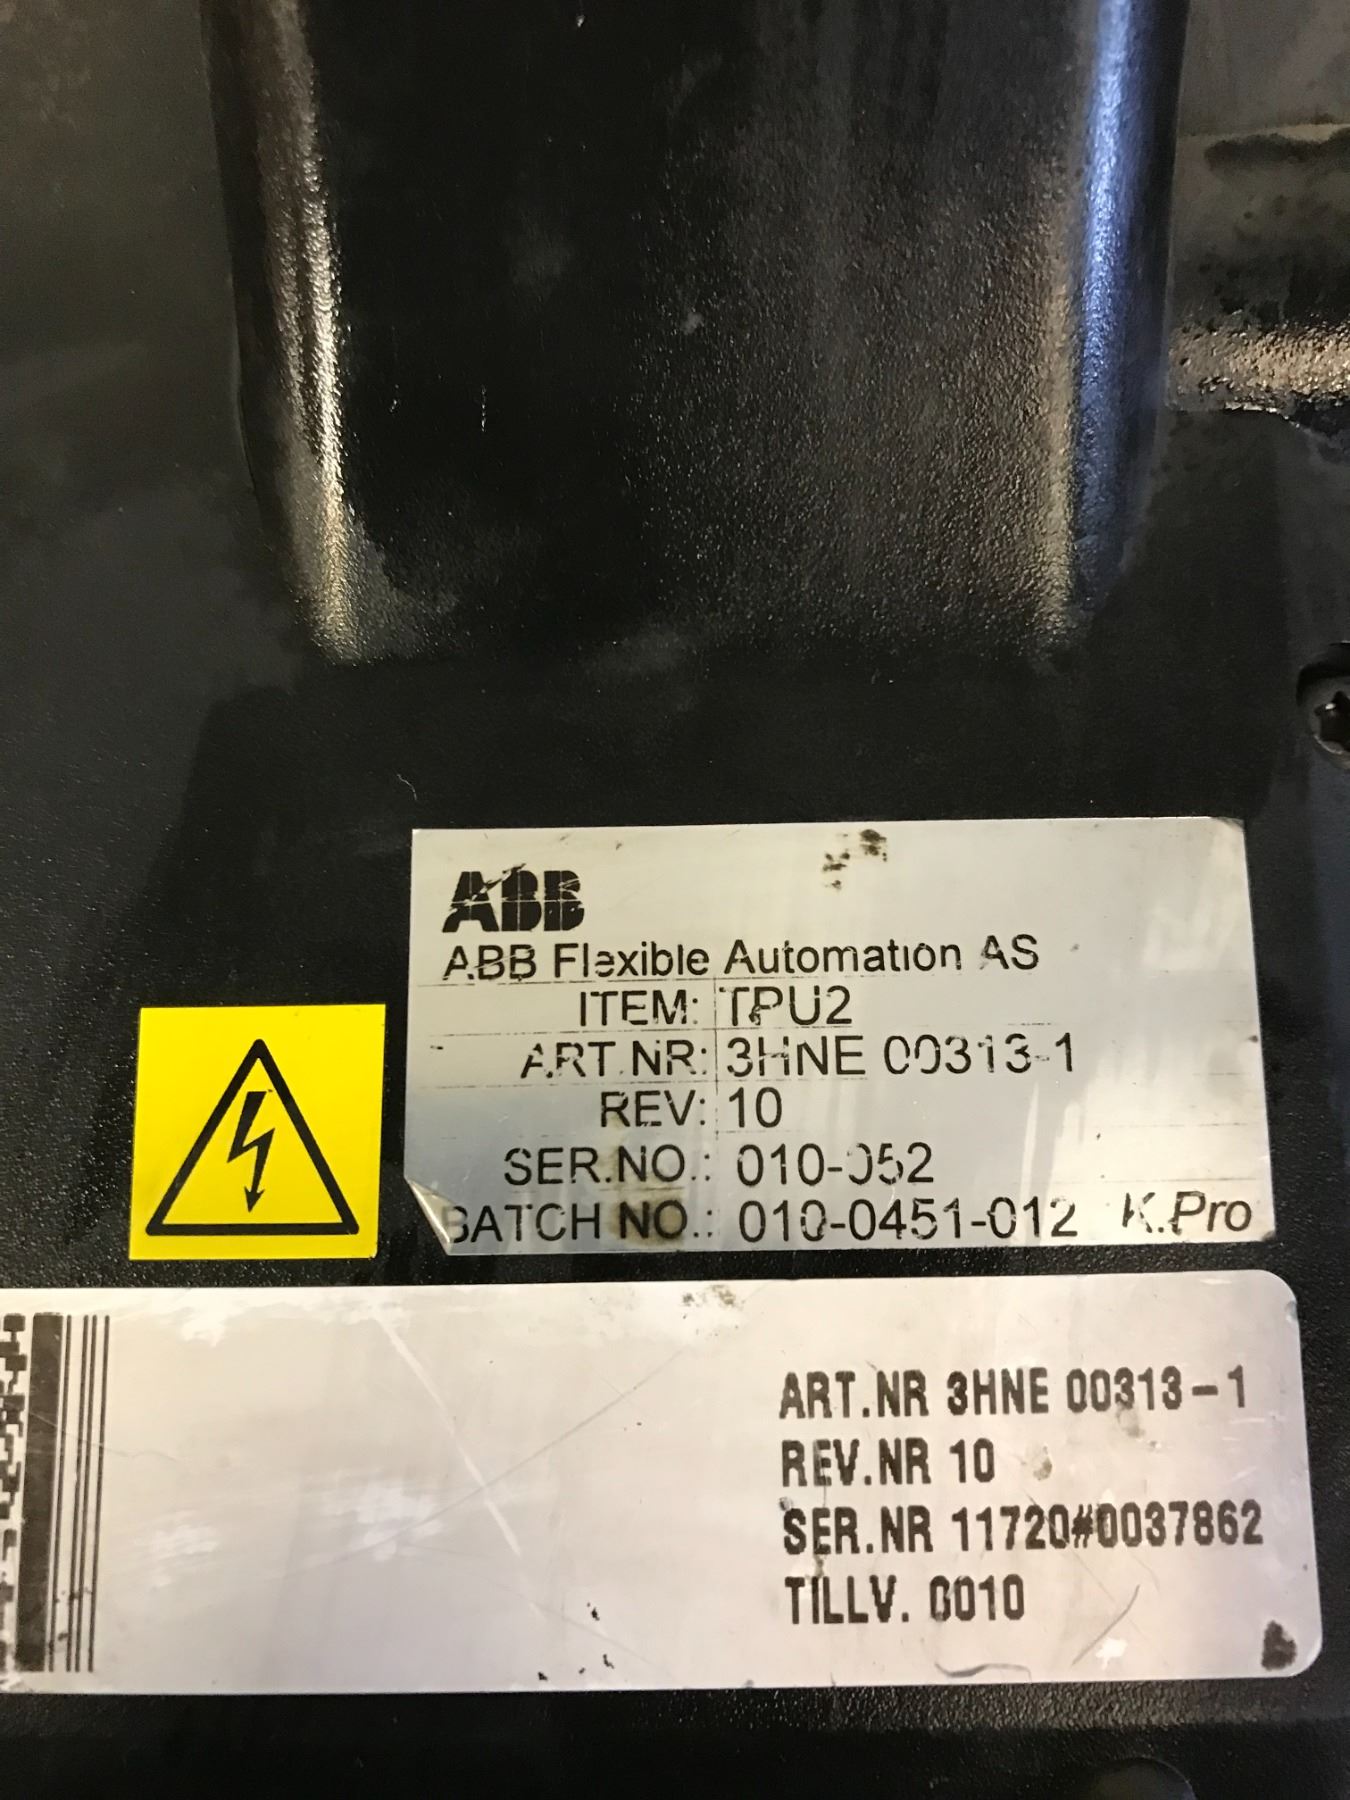 ABB
ABB Flexible Automation AS
ITEM: TPU2
ART.NR: 3HNE 00313-1
REV: 10
SER.NO.: 010-052
BATCH NO.: 010-0451-012 K.Pro
ART.NR 3HNE 00313-1
REV.NR 10
SER.NR 11720#0037862
TILLV. 0010